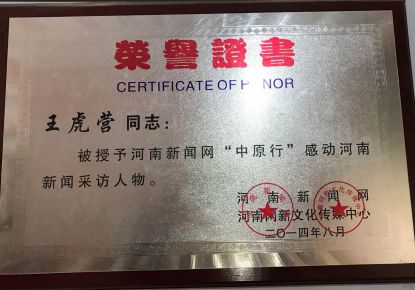 榮譽證書
CERTIFICATE OF HONOR
王虎营 同志：
被授予河南新闻网“中原行”感动河南
新闻采访人物。
河南新闻网
河南网新文化传媒中心
二〇一四年八月